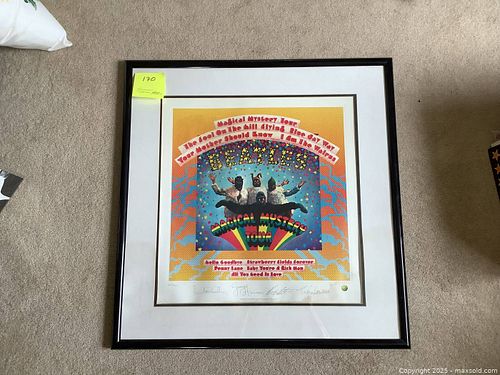 170
Magical Mystery Tour
The Fool On The Hill Flying Blue Jay Way
Your Mother Should Know I Am The Walrus
BEATLES
MAGICAL MYSTERY
TOUR
Hello Goodbye Strawberry Fields Forever
Penny Lane Baby You're A Rich Man
All You Need Is Love
Copyright 2025 - maxsold.com